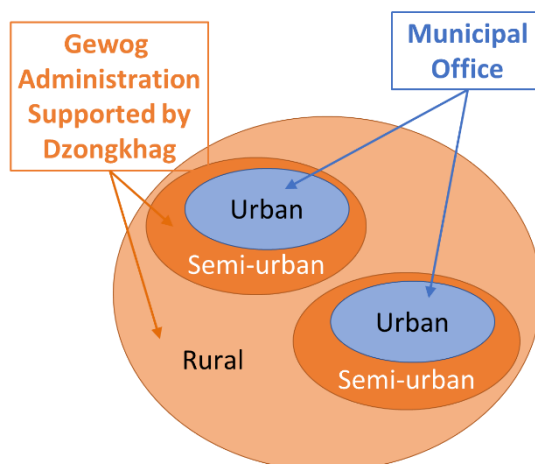 Gewog
Administration
Supported by
Dzongkhag
Municipal
Office
Urban
Semi-urban
Urban
Rural
Semi-urban